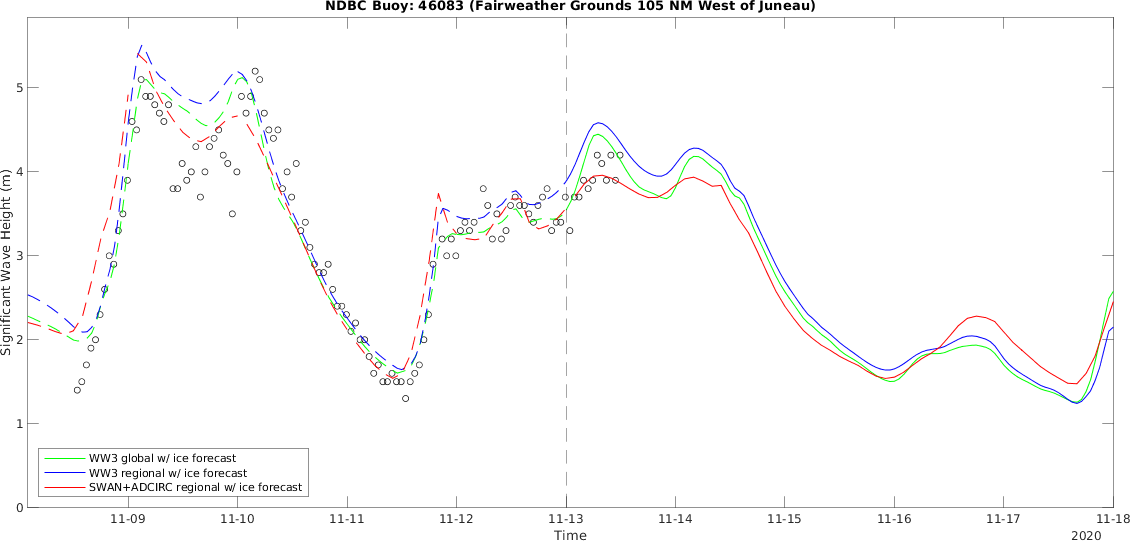 NDBC Buoy: 46083 (Fairweather Grounds 105 NM West of Juneau)
Significant Wave Height (m)
5
4
3
2
1
0
WW3 global w/ ice forecast
WW3 regional w/ ice forecast
SWAN+ADCIRC regional w/ ice forecast
11-09 11-10 11-11 11-12 11-13 11-14 11-15 11-16 11-17 11-18
Time
2020